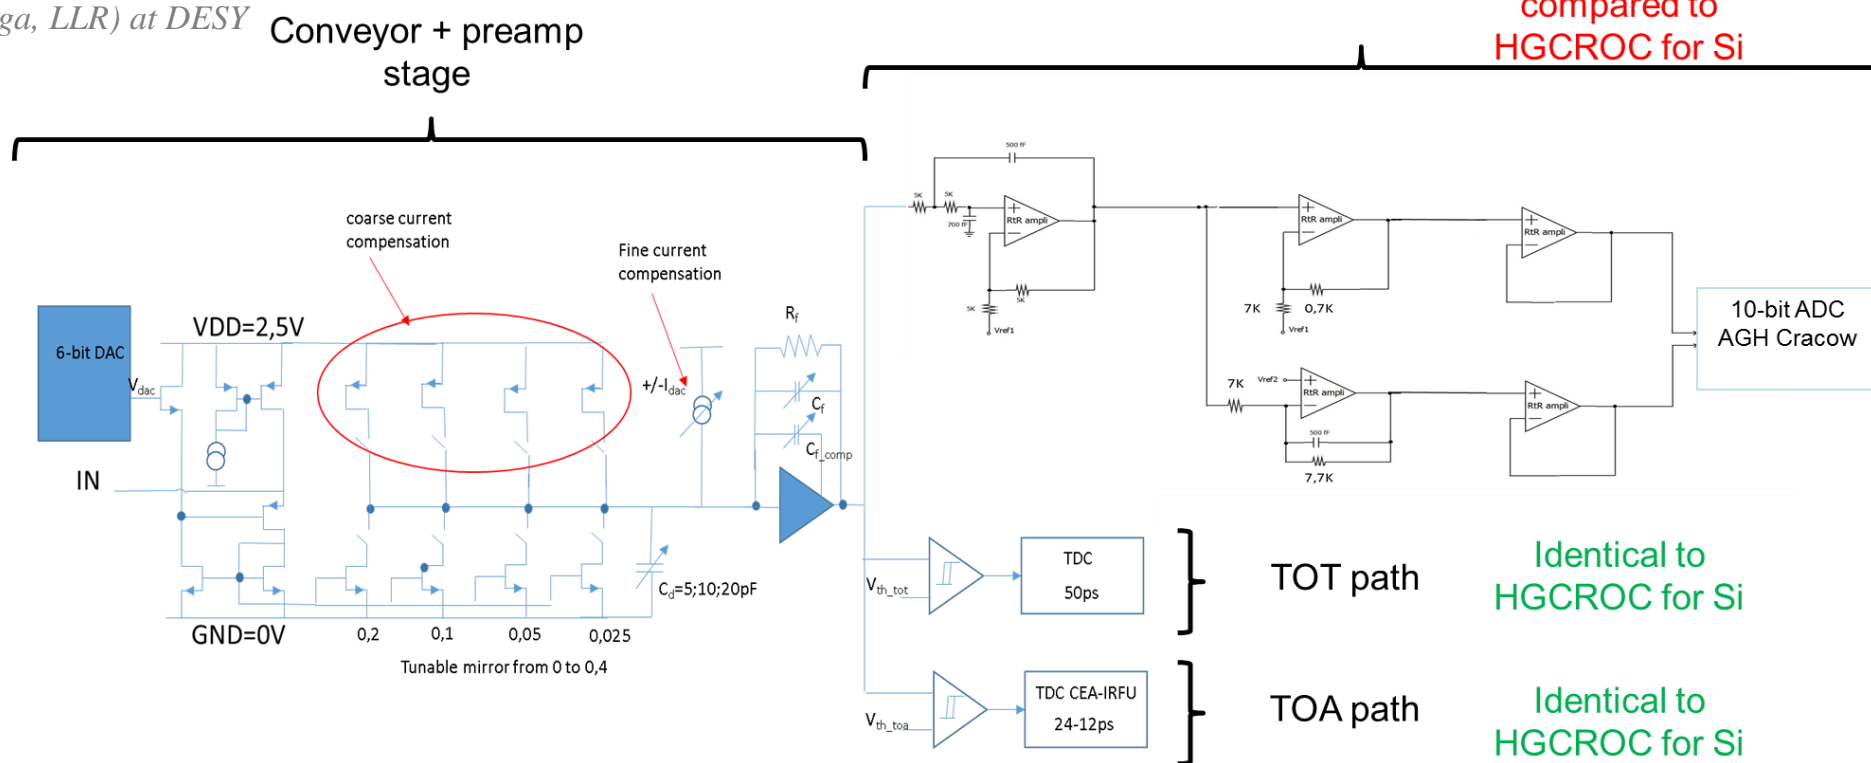 ga, LLR) at DESY
Conveyor + preamp
stage
compared to
HGCROC for Si
coarse current
compensation
Fine current
compensation
6-bit DAC
Vdac
VDD=2,5V
IN
GND=0V
0,2
0,1
0,05
0,025
Tunable mirror from 0 to 0,4
+/-Idac
Cd=5;10;20pF
Rf
Cf
Cf_comp
500 fF
5K
5K
700 fF
RtR ampli
5K
5K
Vref1
RtR ampli
7K
0,7K
Vref1
RtR ampli
7K
Vref2
RtR ampli
500 fF
7,7K
RtR ampli
10-bit ADC
AGH Cracow
Vth_tot
TDC
50ps
TOT path
Identical to
HGCROC for Si
Vth_toa
TDC CEA-IRFU
24-12ps
TOA path
Identical to
HGCROC for Si